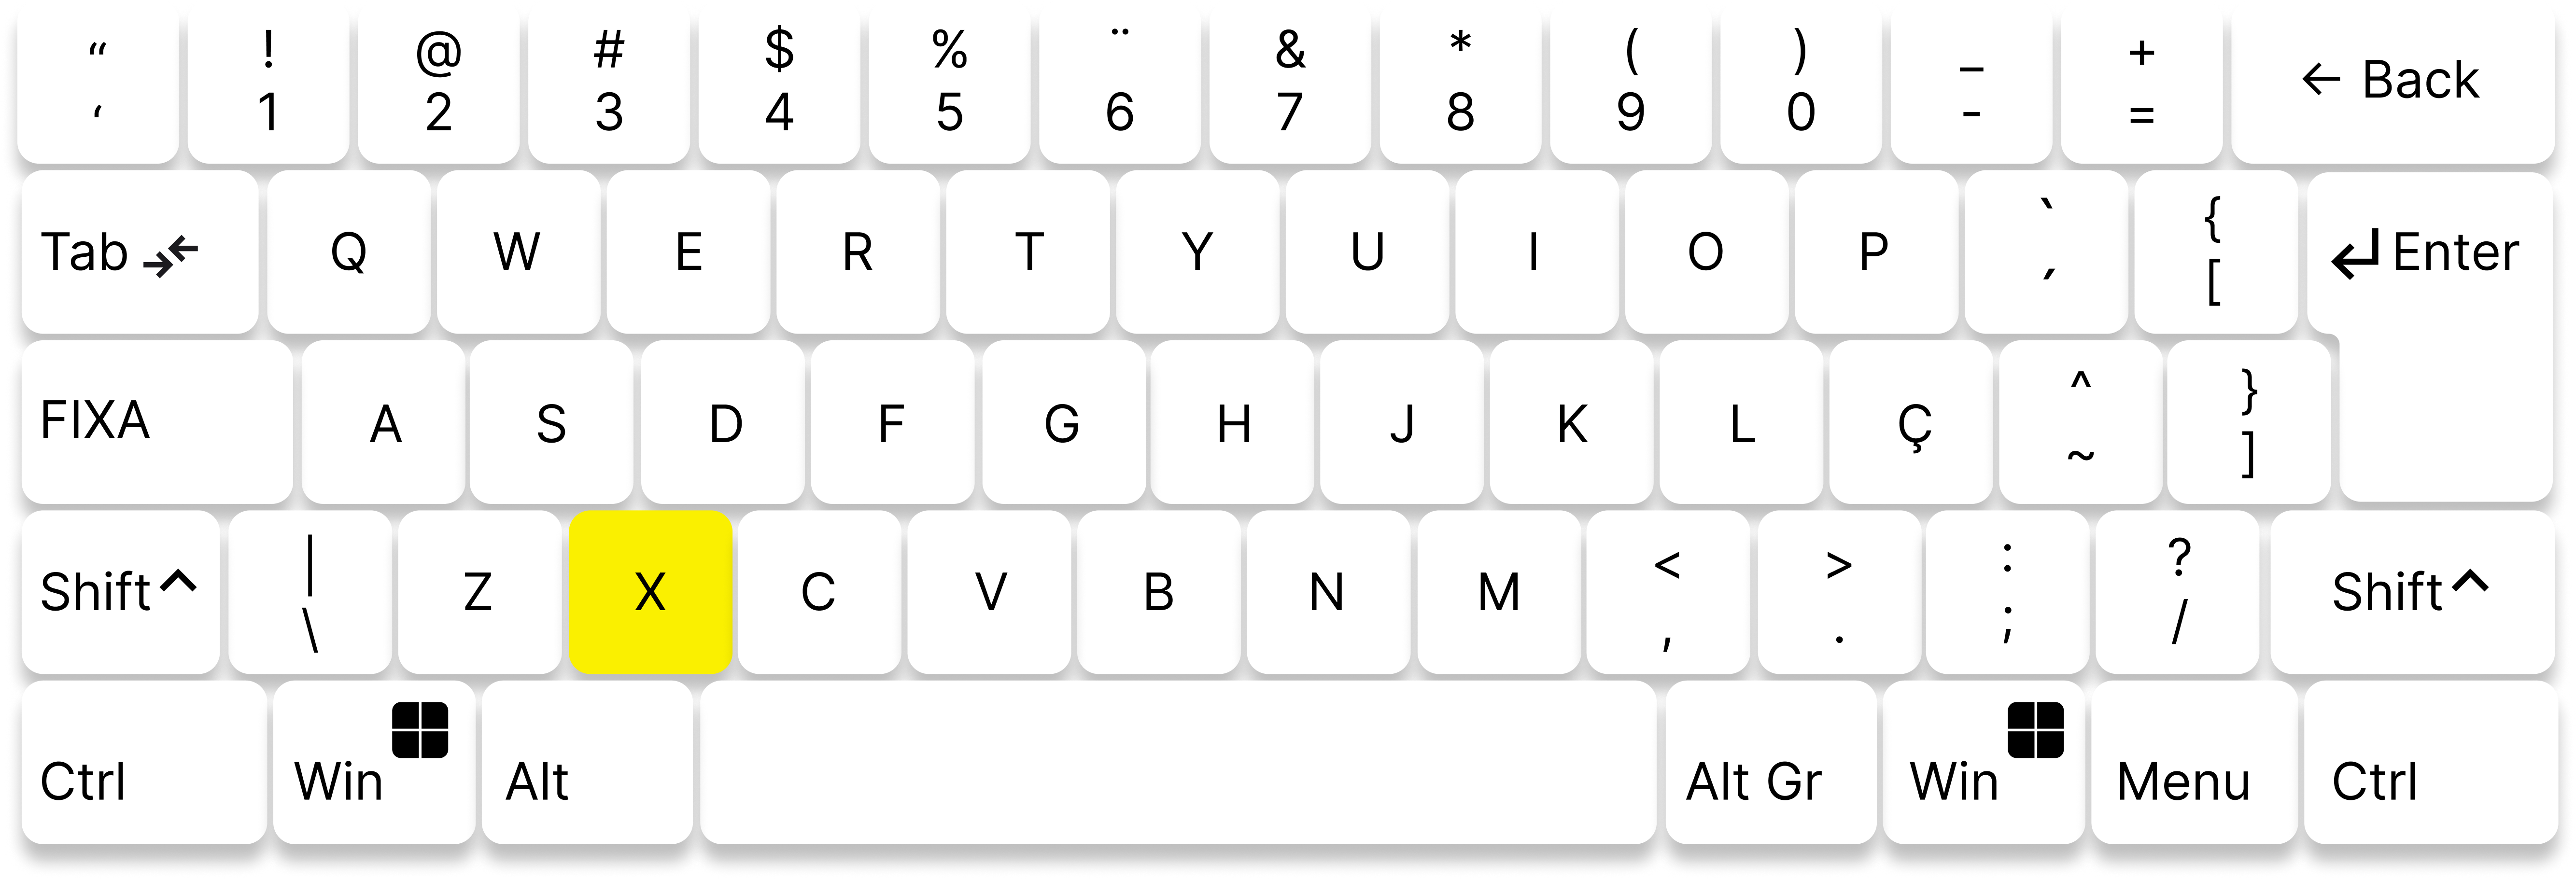 “ ! @ # $ % ¨ & * ( ) _ + ← Back
‘ 1 2 3 4 5 6 7 8 9 0 - =
Tab Q W E R T Y U I O P ` ´ { [ Enter
FIXA A S D F G H J K L Ç ^ ~ } ]
Shift | \ Z X C V B N M < , > . : ; ? / Shift
Ctrl Win Alt Alt Gr Win Menu Ctrl